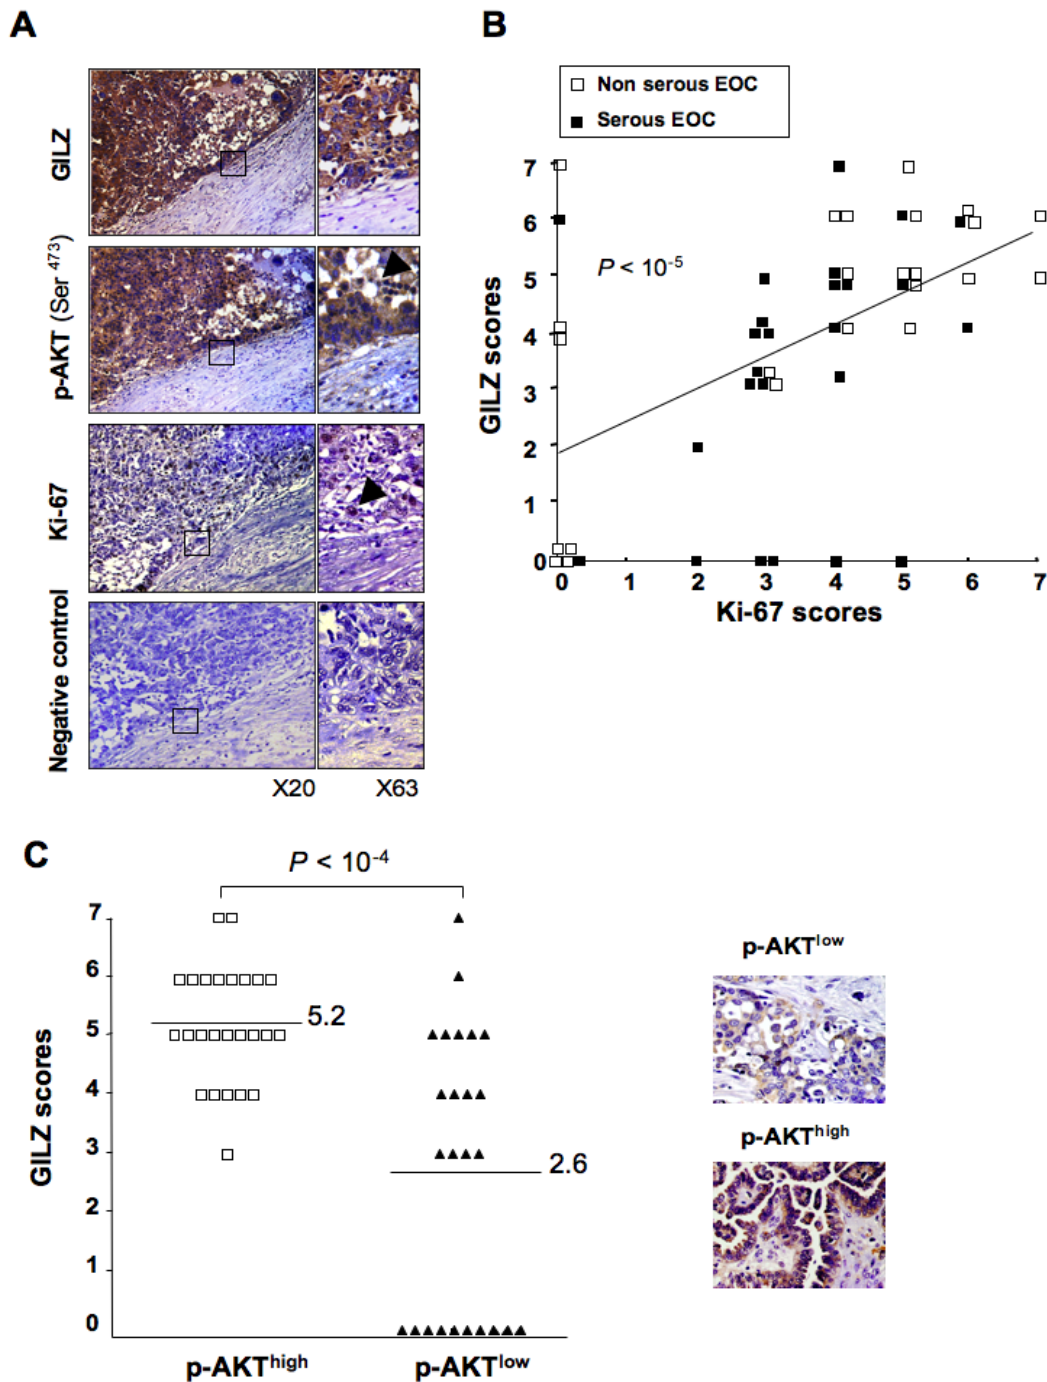 A
GILZ
p-AKT (Ser 473)
Ki-67
Negative control
X20
X63
B
Non serous EOC
Serous EOC
GILZ scores
7
6
5
4
3
2
1
0
P < 10-5
0
1
2
3
4
5
6
7
Ki-67 scores
C
P < 10-4
GILZ scores
7
6
5
4
3
2
1
0
5.2
2.6
p-AKThigh
p-AKTlow
p-AKTlow
p-AKThigh